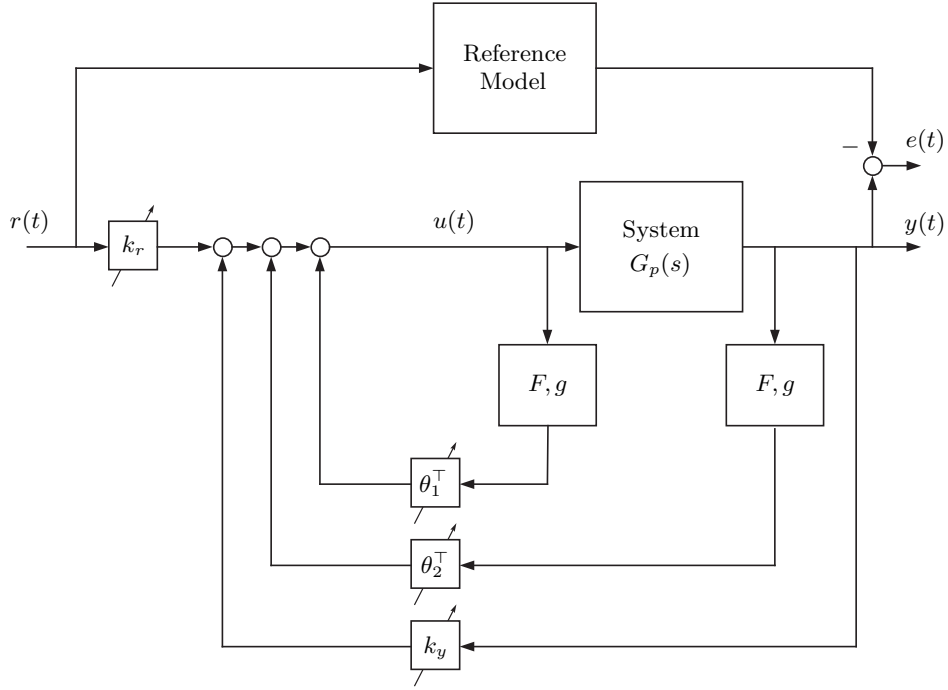 Reference
Model
−
e(t)
r(t)
k_r
u(t)
System
G_p(s)
y(t)
F, g
F, g
θ_1^⊤
θ_2^⊤
k_y